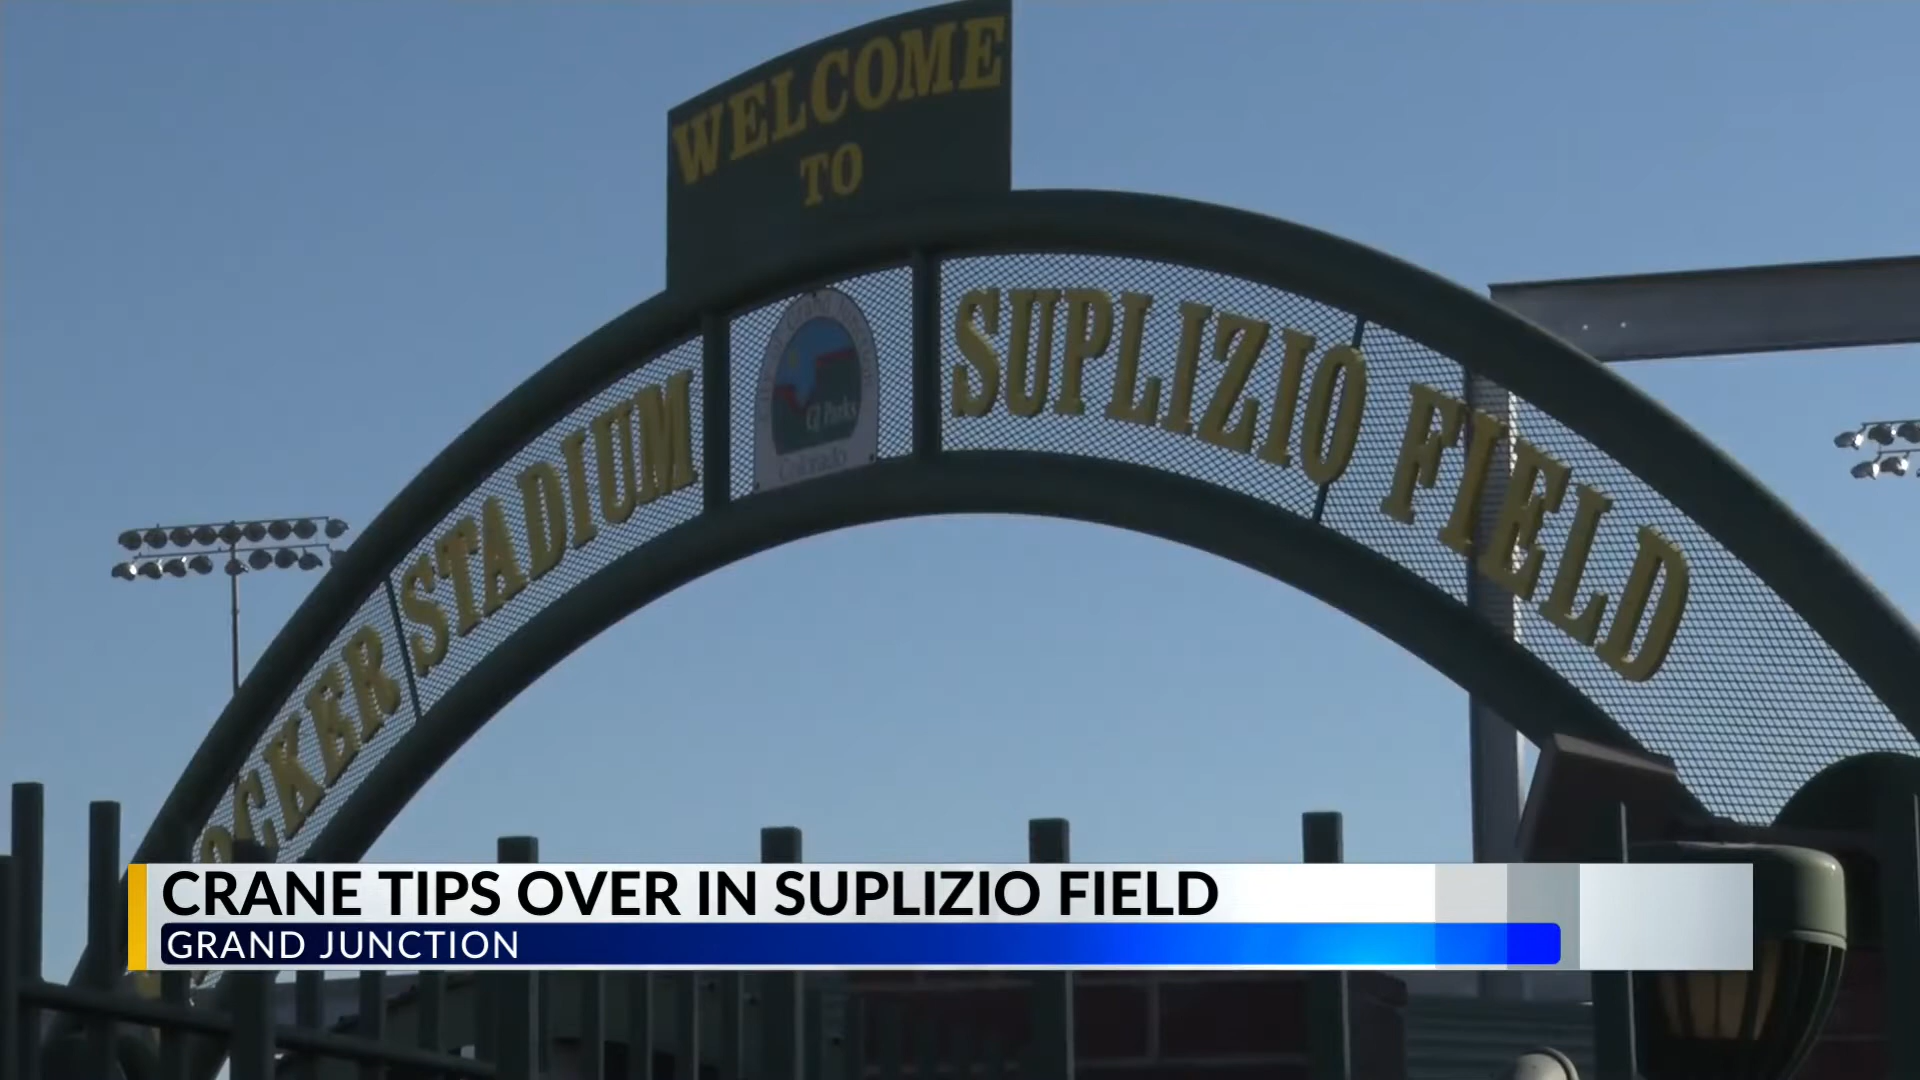 WELCOME
TO
STADIUM
SUPLIZIO FIELD
GJ Parks
Colorado
CRANE TIPS OVER IN SUPLIZIO FIELD
GRAND JUNCTION